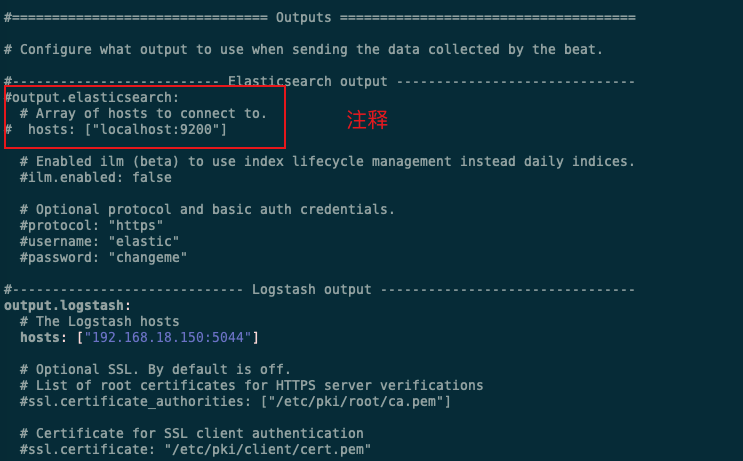 #================================ Outputs =====================================
# Configure what output to use when sending the data collected by the beat.
#-------------------------- Elasticsearch output ------------------------------
#output.elasticsearch:
  # Array of hosts to connect to.
#  hosts: ["localhost:9200"]
注释
  # Enabled ilm (beta) to use index lifecycle management instead daily indices.
  #ilm.enabled: false
  # Optional protocol and basic auth credentials.
  #protocol: "https"
  #username: "elastic"
  #password: "changeme"
#----------------------------- Logstash output --------------------------------
output.logstash:
  # The Logstash hosts
  hosts: ["192.168.18.150:5044"]
  # Optional SSL. By default is off.
  # List of root certificates for HTTPS server verifications
  #ssl.certificate_authorities: ["/etc/pki/root/ca.pem"]
  # Certificate for SSL client authentication
  #ssl.certificate: "/etc/pki/client/cert.pem"